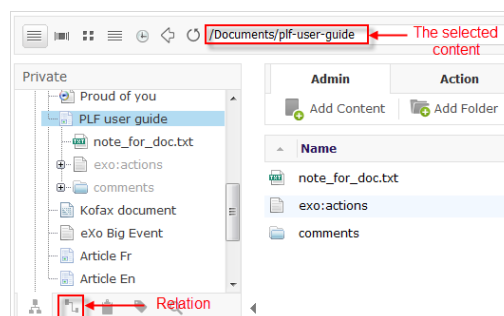 /Documents/plf-user-guide
The selected
content
Private
Proud of you
PLF user guide
note_for_doc.txt
exo:actions
comments
Kofax document
eXo Big Event
Article Fr
Article En
Relation
Admin
Action
Add Content
Add Folder
Name
note_for_doc.txt
exo:actions
comments